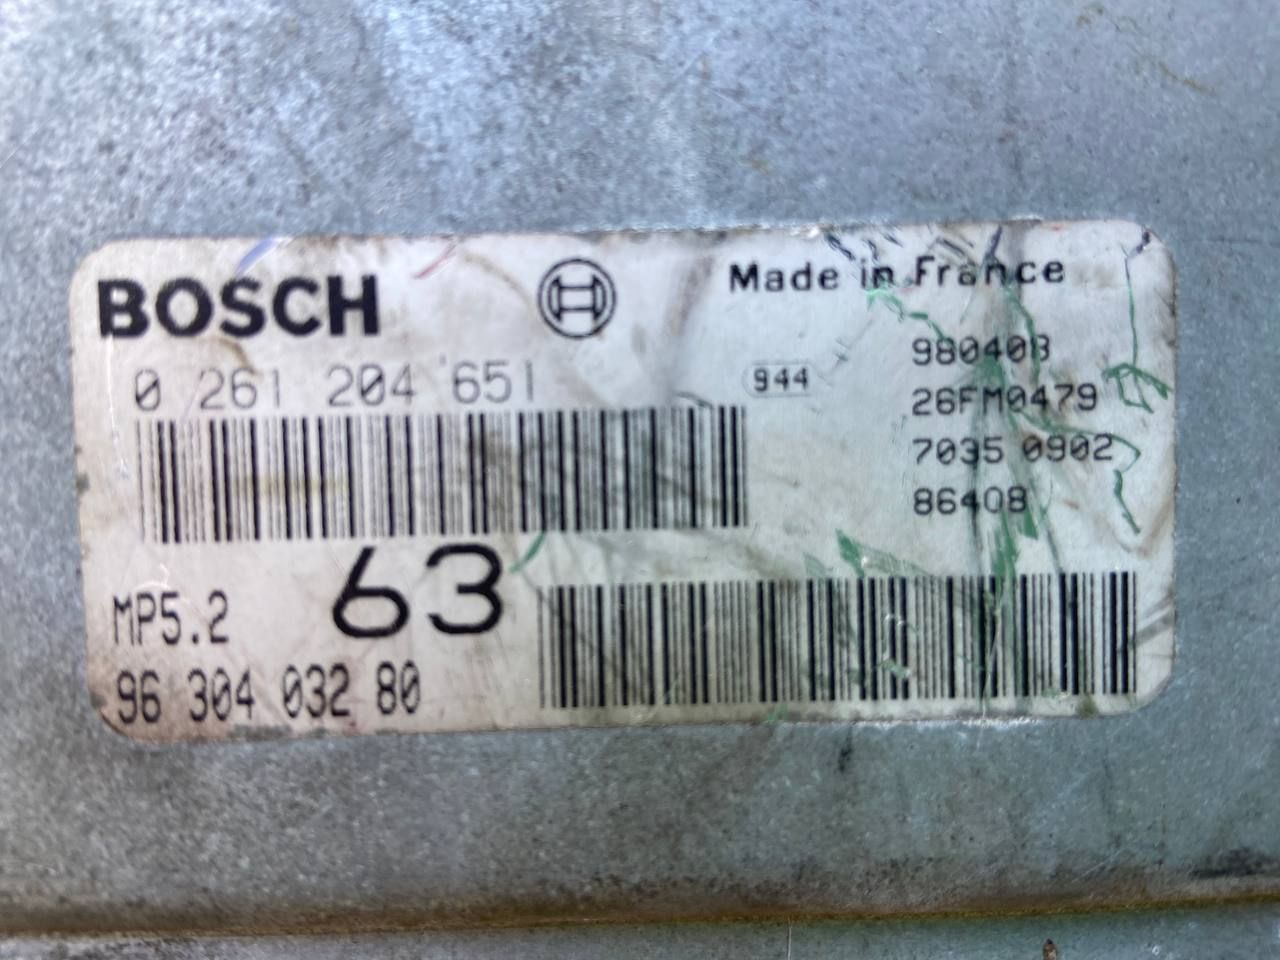 BOSCH
Made in France
0 261 204 651
944
98040B
26FM0479
7035 0902
86408
63
MP5.2
96 304 032 80